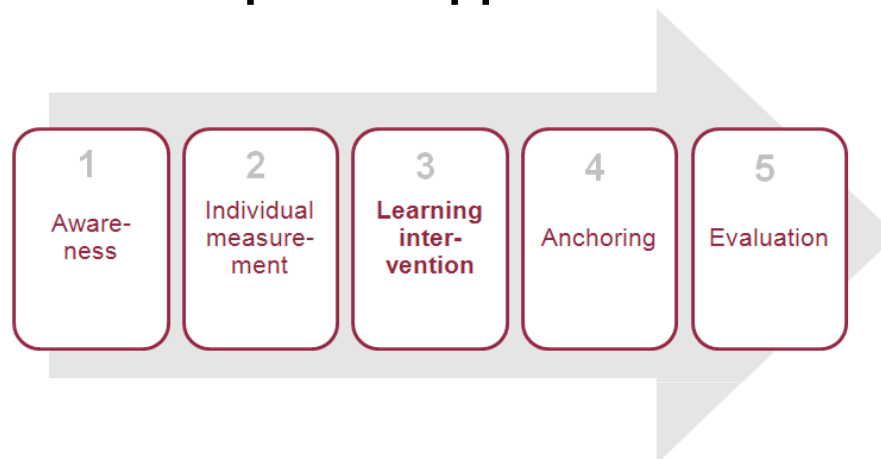 1
Aware-
ness
2
Individual
measure-
ment
3
Learning
inter-
vention
4
Anchoring
5
Evaluation